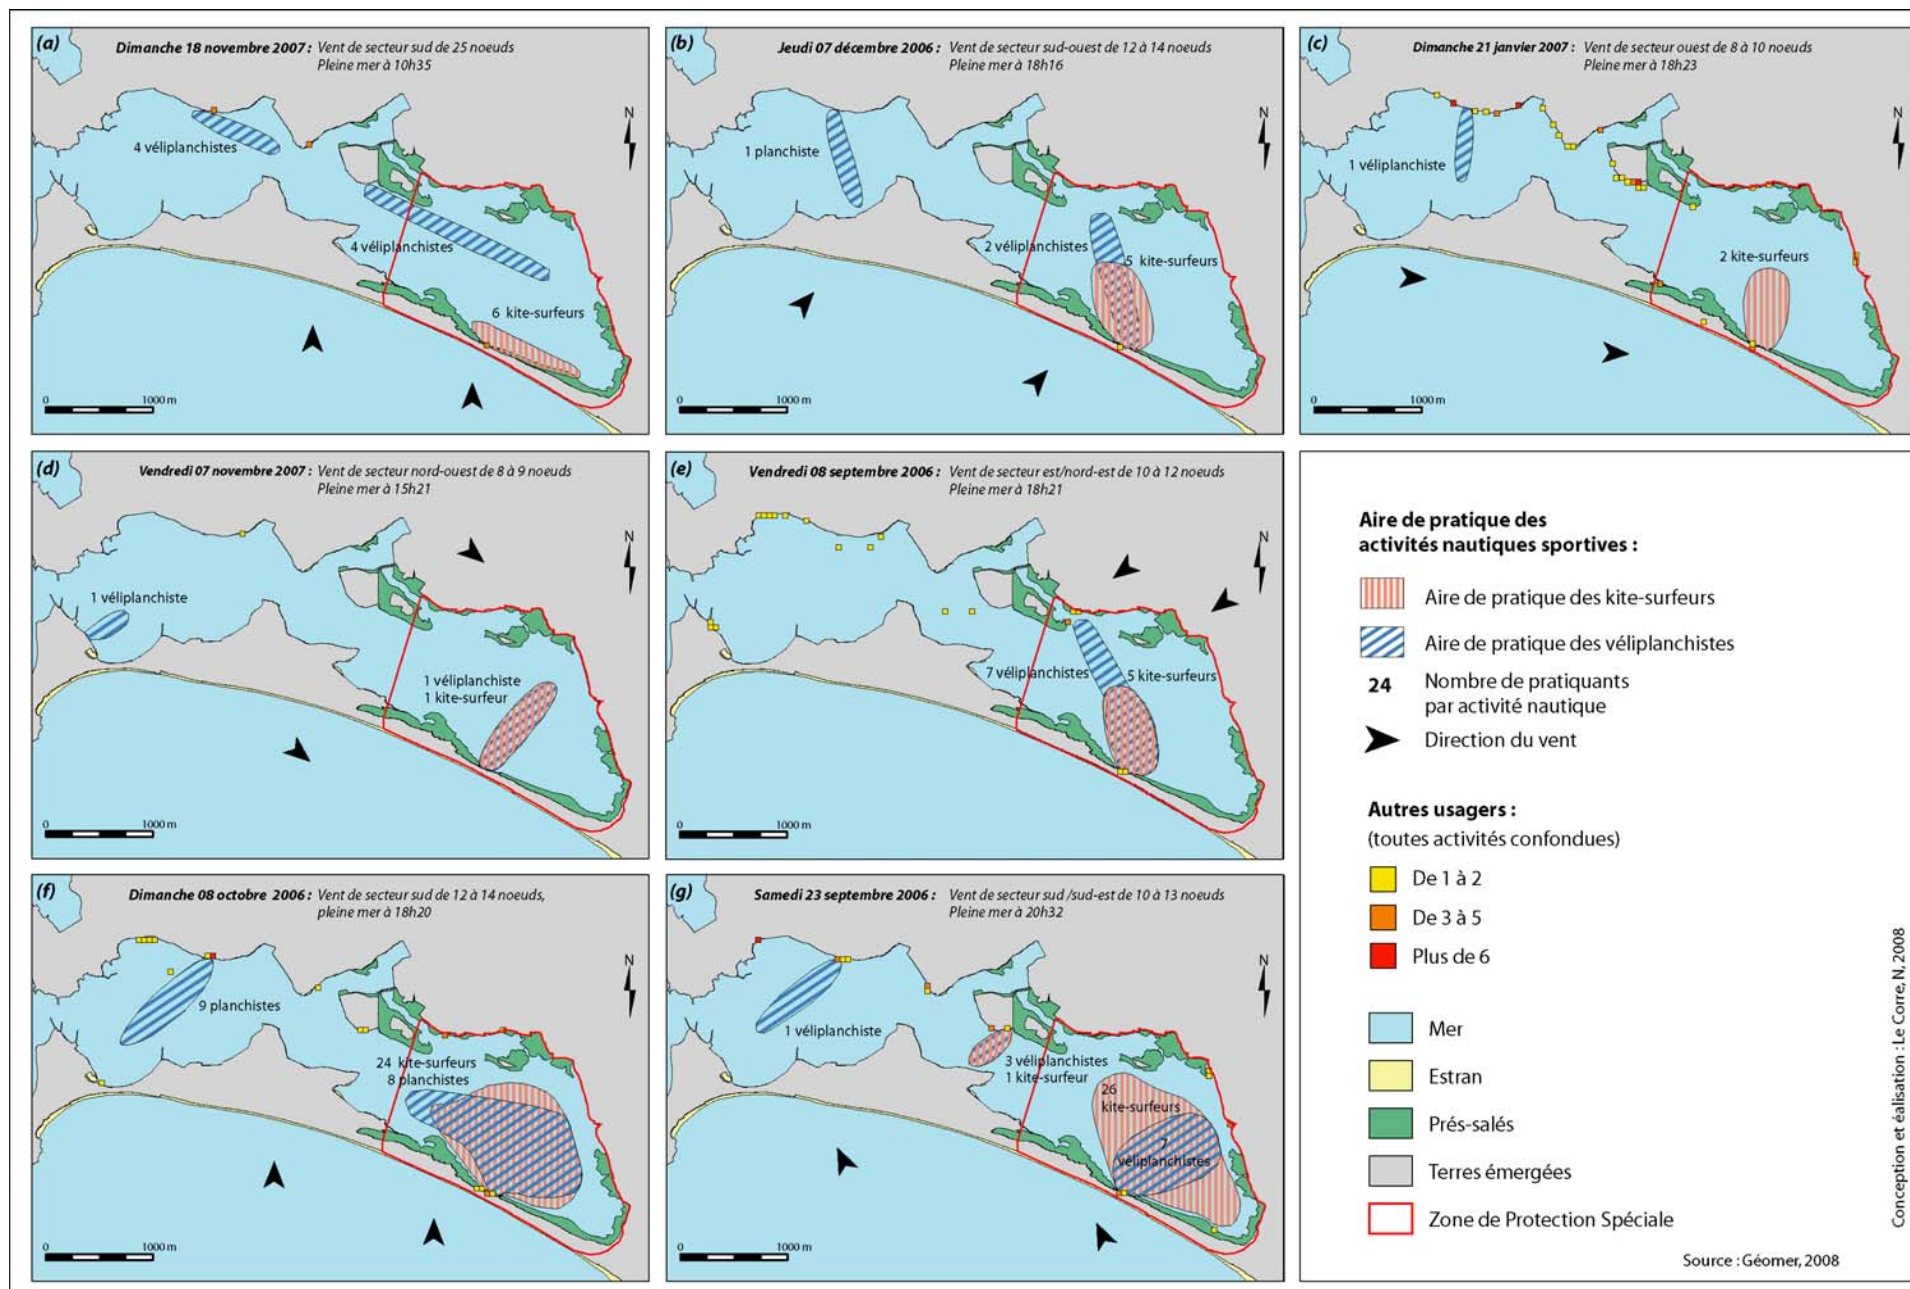 (a)
Dimanche 18 novembre 2007 : Vent de secteur sud de 25 noeuds
Pleine mer à 10h35
N
4 véliplanchistes
4 véliplanchistes
6 kite-surfeurs
0 1000 m
(b)
Jeudi 07 décembre 2006 : Vent de secteur sud-ouest de 12 à 14 noeuds
Pleine mer à 18h16
N
1 planchiste
2 véliplanchistes
5 kite-surfeurs
0 1000 m
(c)
Dimanche 21 janvier 2007 : Vent de secteur ouest de 8 à 10 noeuds
Pleine mer à 18h23
N
1 véliplanchiste
2 kite-surfeurs
0 1000 m
(d)
Vendredi 07 novembre 2007 : Vent de secteur nord-ouest de 8 à 9 noeuds
Pleine mer à 15h21
N
1 véliplanchiste
1 véliplanchiste
1 kite-surfeur
0 1000 m
(e)
Vendredi 08 septembre 2006 : Vent de secteur est/nord-est de 10 à 12 noeuds
Pleine mer à 18h21
N
7 véliplanchistes
5 kite-surfeurs
0 1000 m
(f)
Dimanche 08 octobre 2006 : Vent de secteur sud de 12 à 14 noeuds,
pleine mer à 18h20
N
9 planchistes
24 kite-surfeurs
8 planchistes
0 1000 m
(g)
Samedi 23 septembre 2006 : Vent de secteur sud /sud-est de 10 à 13 noeuds
Pleine mer à 20h32
N
1 véliplanchiste
3 véliplanchistes
1 kite-surfeur
26
kite-surfeurs
7
véliplanchistes
0 1000 m
Aire de pratique des
activités nautiques sportives :
Aire de pratique des kite-surfeurs
Aire de pratique des véliplanchistes
24 Nombre de pratiquants
par activité nautique
Direction du vent
Autres usagers :
(toutes activités confondues)
De 1 à 2
De 3 à 5
Plus de 6
Mer
Estran
Prés-salés
Terres émergées
Zone de Protection Spéciale
Source : Géomer, 2008
Conception et éalisation : Le Corre, N, 2008